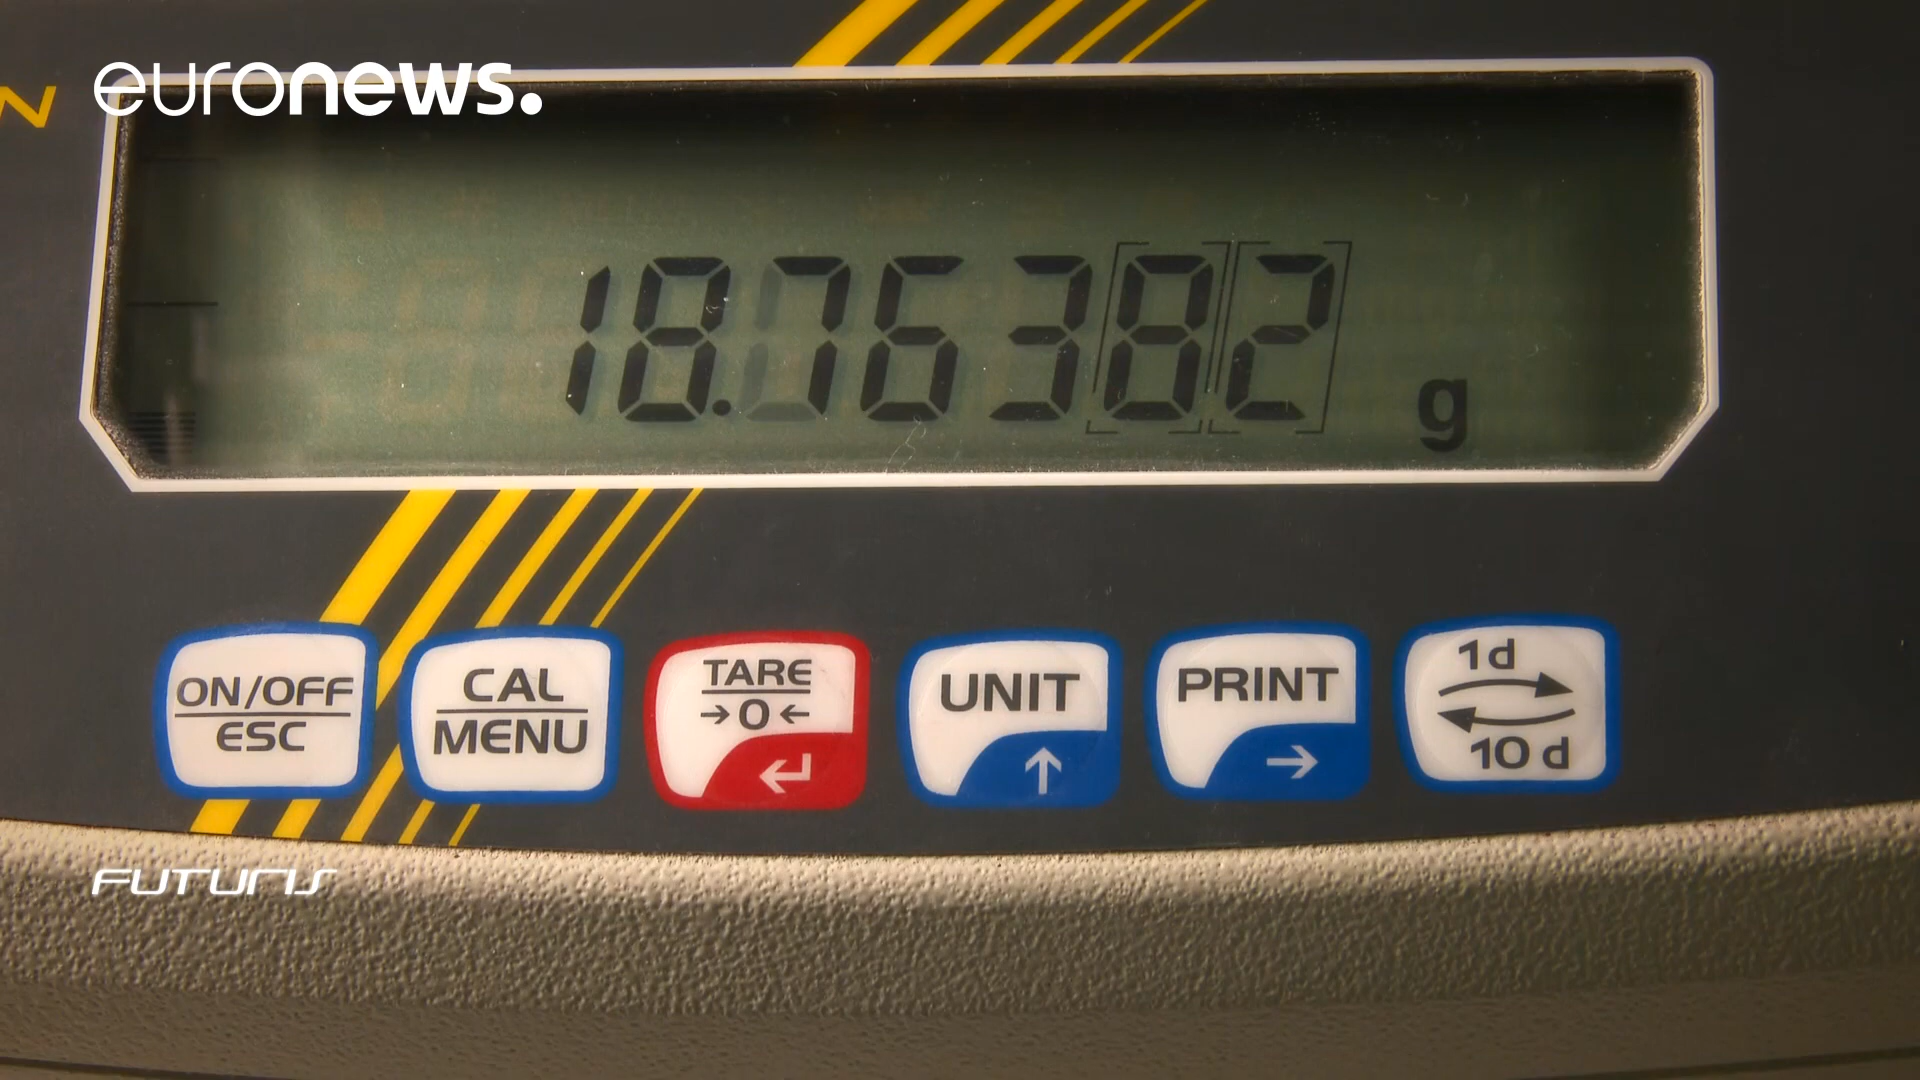 euronews.
N
18.76382 g
ON/OFF
ESC
CAL
MENU
TARE
→0←
↵
UNIT
↑
PRINT
→
1d
10 d
FUTURIS